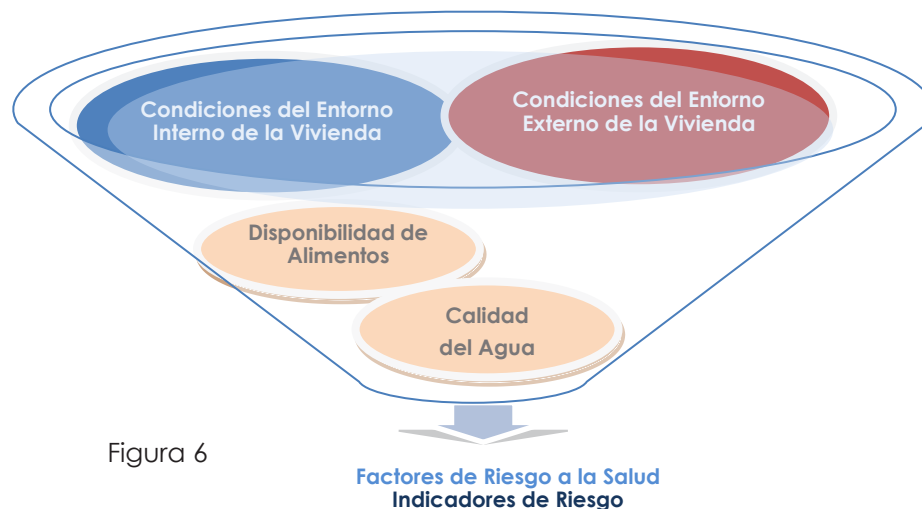 Condiciones del Entorno
Interno de la Vivienda
Condiciones del Entorno
Externo de la Vivienda
Disponibilidad de
Alimentos
Calidad
del Agua
Figura 6
Factores de Riesgo a la Salud
Indicadores de Riesgo